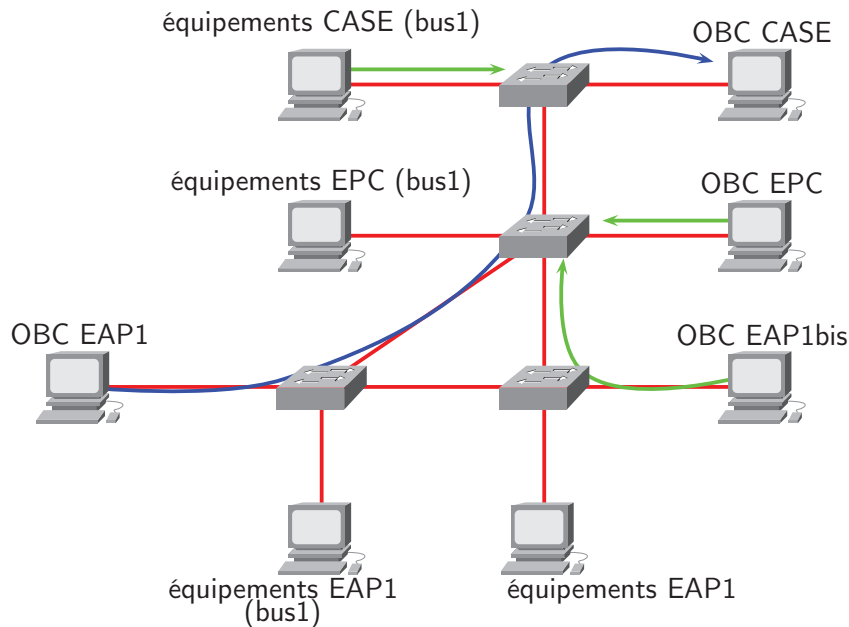 équipements CASE (bus1)
OBC CASE
équipements EPC (bus1)
OBC EPC
OBC EAP1
OBC EAP1bis
équipements EAP1
(bus1)
équipements EAP1